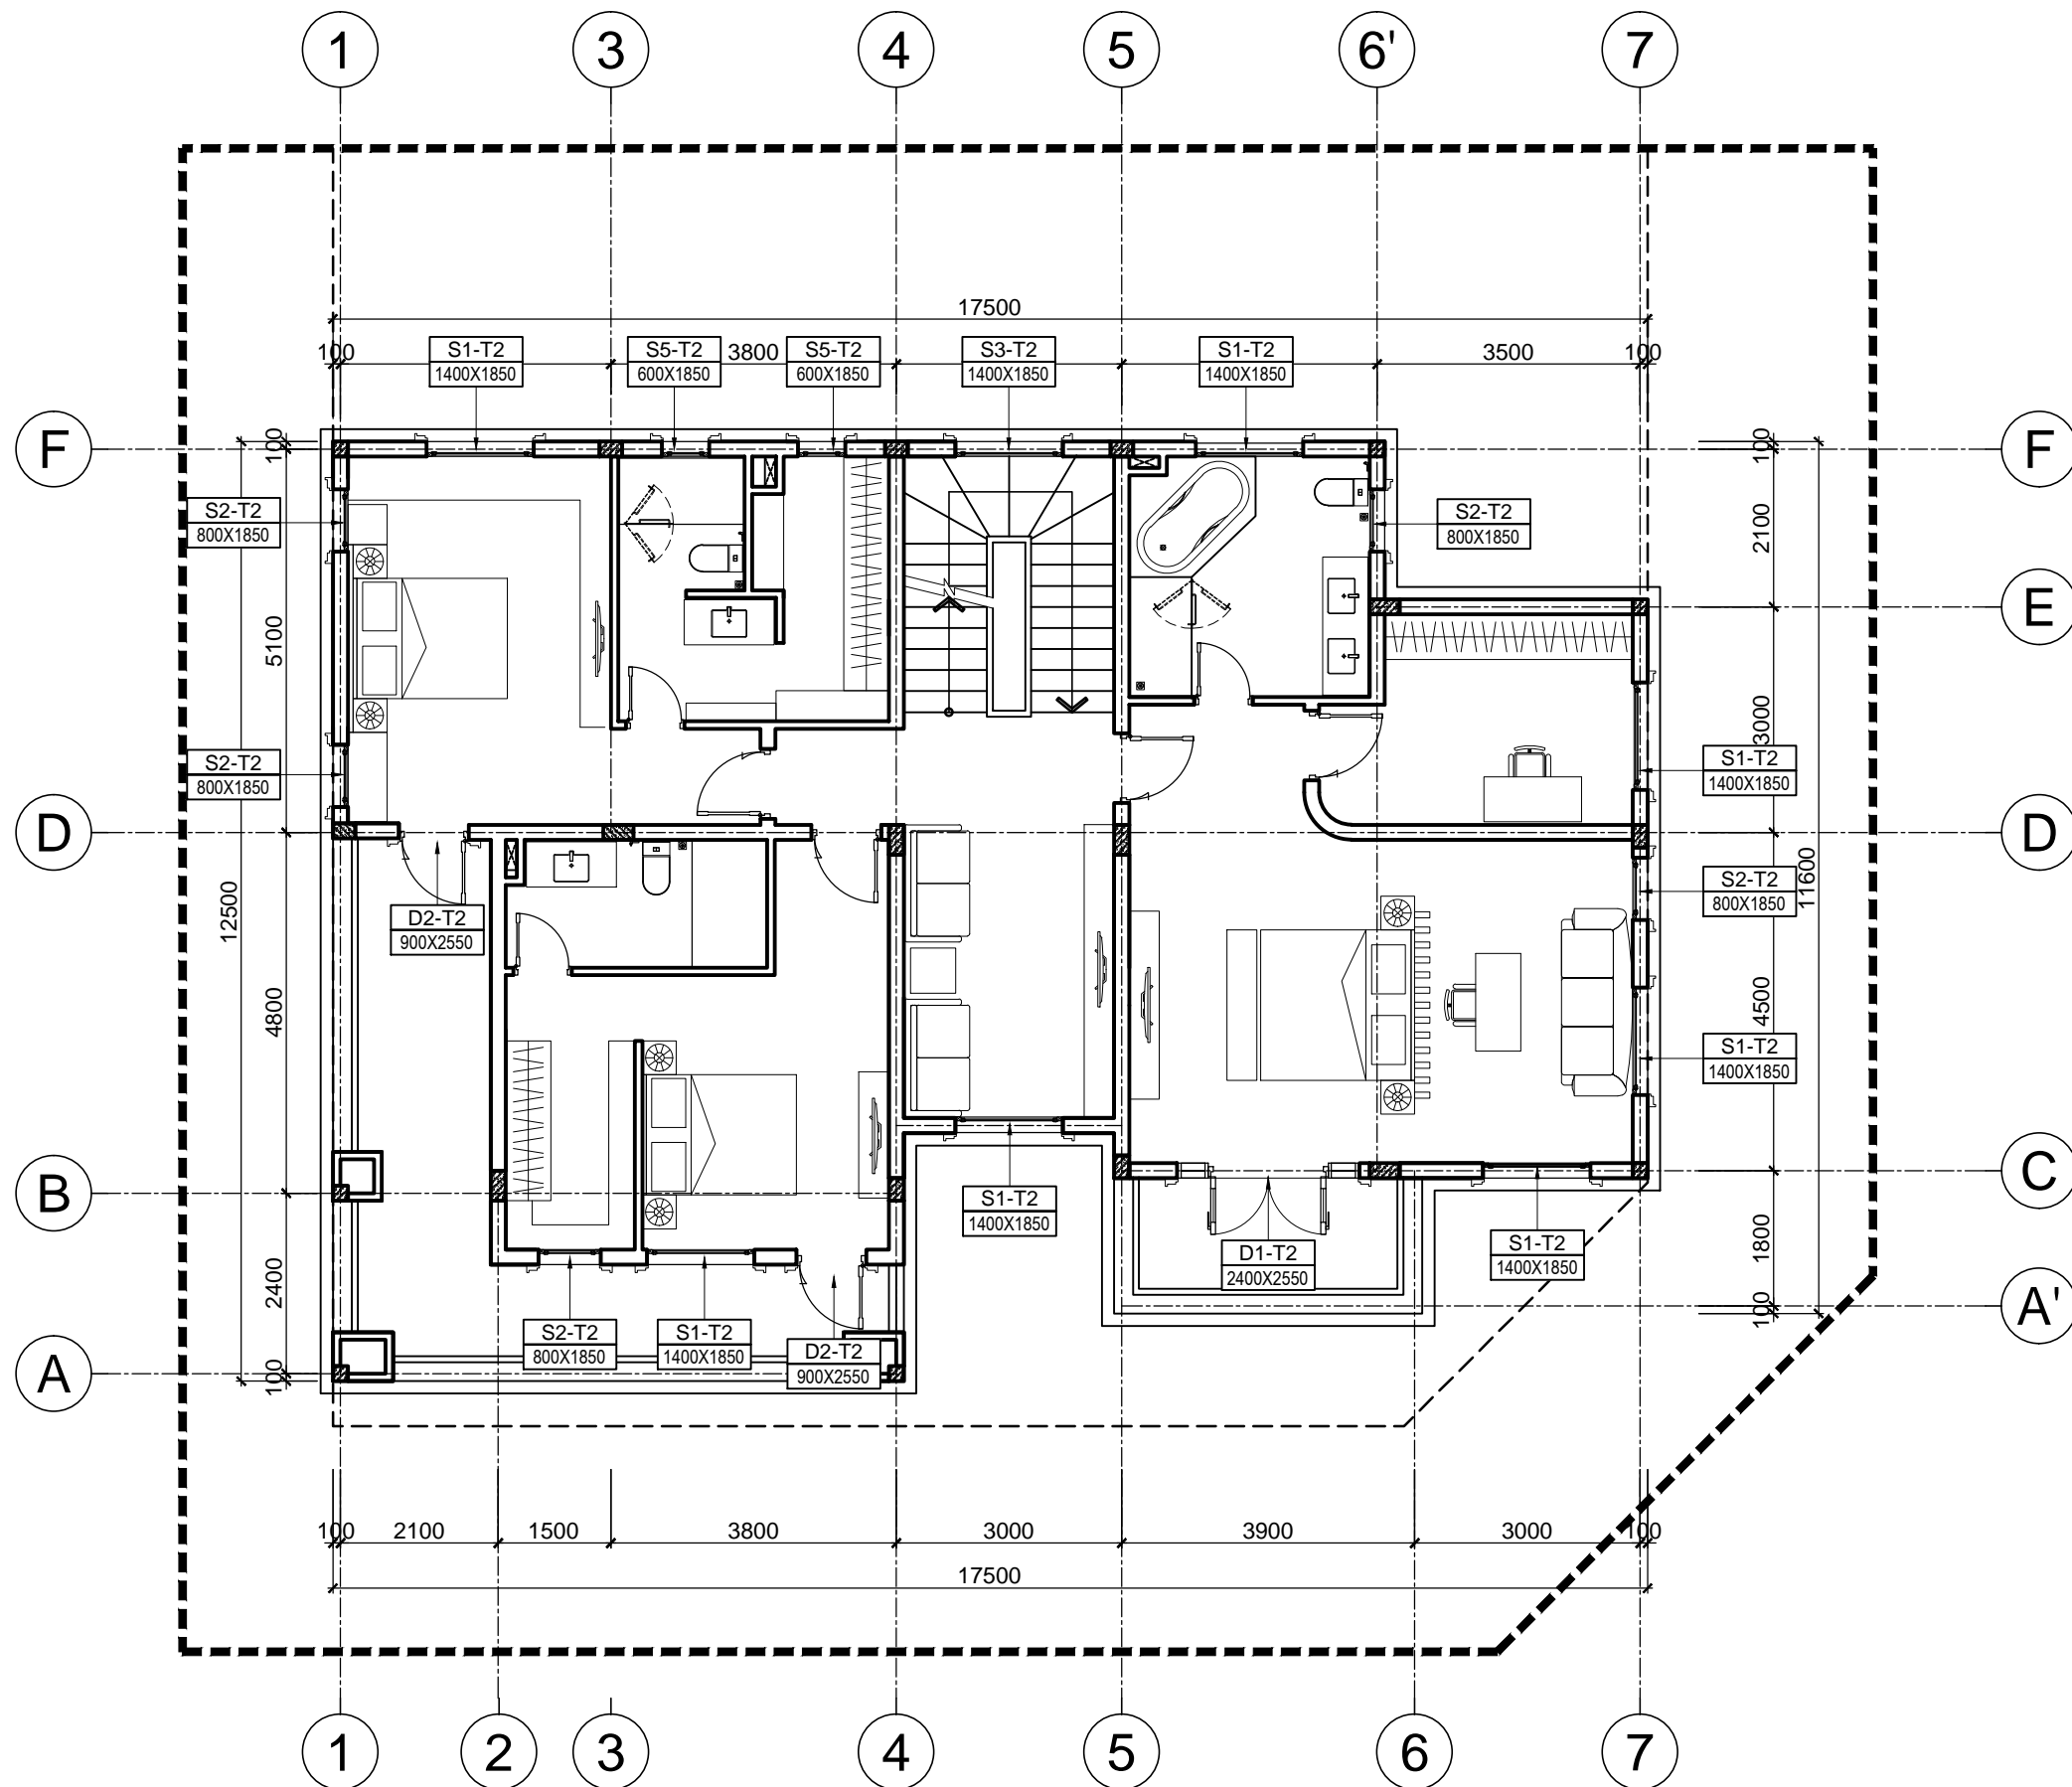 1 3 4 5 6' 7
17500
100 3800 3500 100
S1-T2
1400X1850
S5-T2
600X1850
S5-T2
600X1850
S3-T2
1400X1850
S1-T2
1400X1850
F 100 100 F
S2-T2
800X1850
S2-T2
800X1850
2100
E
5100
3000
S2-T2
800X1850
S1-T2
1400X1850
D D
12500
11600
D2-T2
900X2550
S2-T2
800X1850
4800
4500
S1-T2
1400X1850
B C
S1-T2
1400X1850
D1-T2
2400X2550
S1-T2
1400X1850
2400
1800
100 A'
S2-T2
800X1850
S1-T2
1400X1850
D2-T2
900X2550
A 100
100 2100 1500 3800 3000 3900 3000 100
17500
1 2 3 4 5 6 7